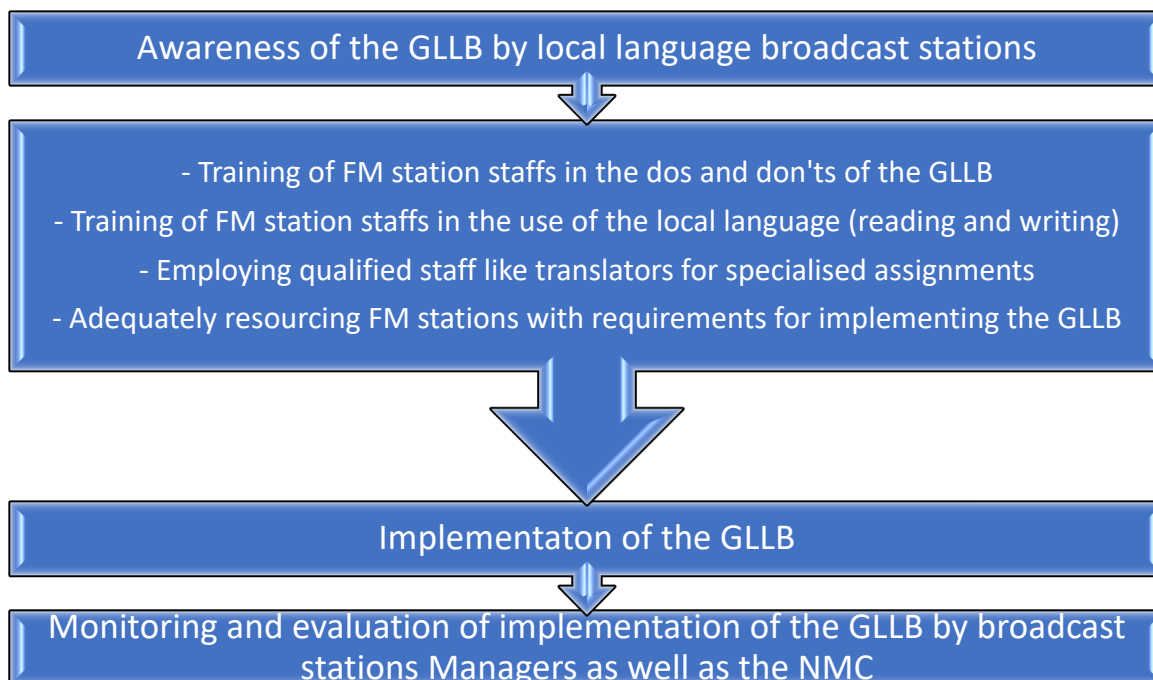 Awareness of the GLLB by local language broadcast stations
- Training of FM station staffs in the dos and don'ts of the GLLB
- Training of FM station staffs in the use of the local language (reading and writing)
- Employing qualified staff like translators for specialised assignments
- Adequately resourcing FM stations with requirements for implementing the GLLB
Implementaton of the GLLB
Monitoring and evaluation of implementation of the GLLB by broadcast
stations Managers as well as the NMC